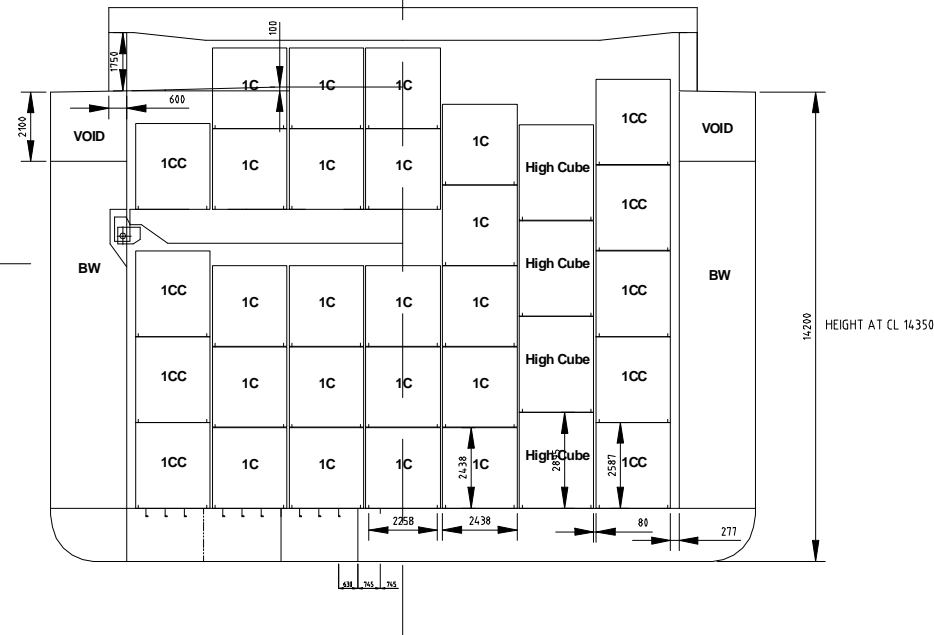 100
1750
1C
1C
1C
600
1CC
2100
VOID
VOID
1C
1CC
1C
1C
1C
High Cube
1CC
1C
BW
High Cube
BW
1CC
1CC
1C
1C
1C
1C
14200
HEIGHT AT CL 14350
High Cube
1CC
1C
1C
1C
1C
1CC
High Cube
1CC
1C
1C
1C
1C
1CC
2438
2587
2258
2438
80
277
745
745